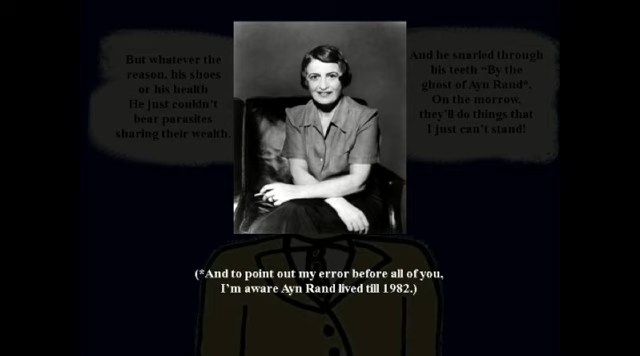 But whatever the
reason, his shoes
or his health
He just couldn't
bear parasites
sharing their wealth.
And he snarled through
his teeth "By the
ghost of Ayn Rand*,
On the morrow,
they'll do things that
I just can't stand!
(*And to point out my error before all of you,
I'm aware Ayn Rand lived till 1982.)